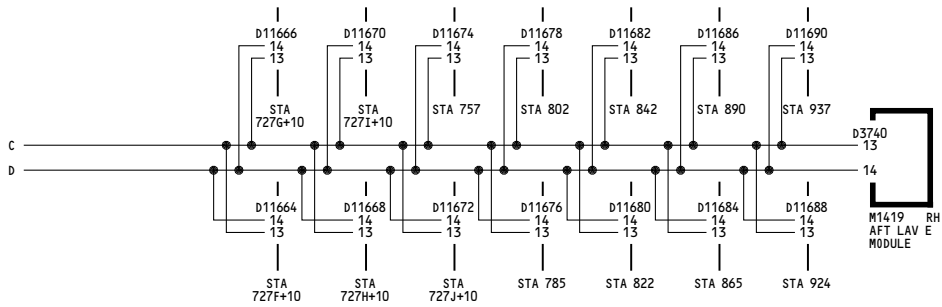 D11666 D11670 D11674 D11678 D11682 D11686 D11690
14 14 14 14 14 14 14
13 13 13 13 13 13 13
STA STA STA 757 STA 802 STA 842 STA 890 STA 937
727G+10 727I+10
D3740
C 13
D 14
D11664 D11668 D11672 D11676 D11680 D11684 D11688
14 14 14 14 14 14 14
13 13 13 13 13 13 13
M1419 RH
AFT LAV E
MODULE
STA STA STA STA 785 STA 822 STA 865 STA 924
727F+10 727H+10 727J+10